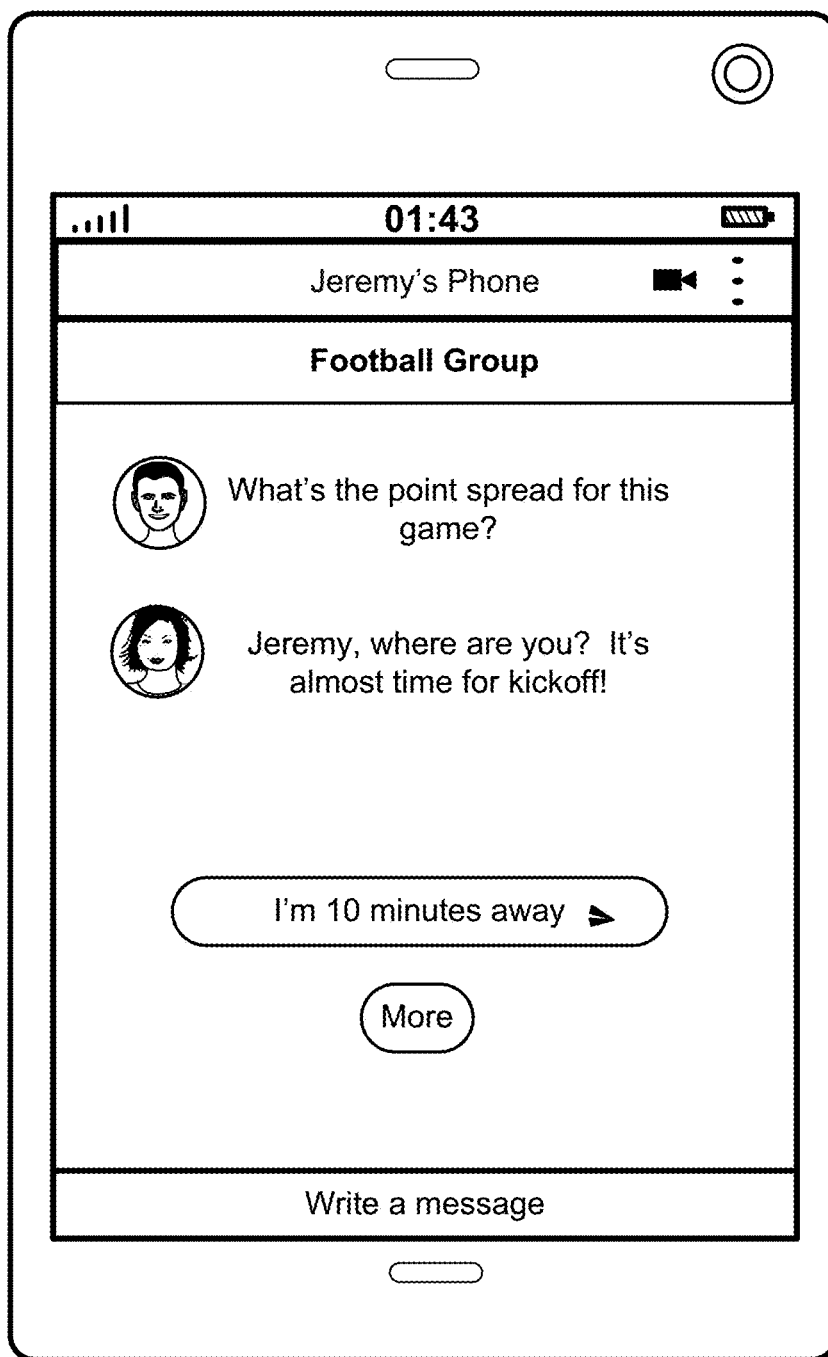 01:43
Jeremy's Phone
Football Group
What's the point spread for this
game?
Jeremy, where are you?  It's
almost time for kickoff!
I'm 10 minutes away
More
Write a message